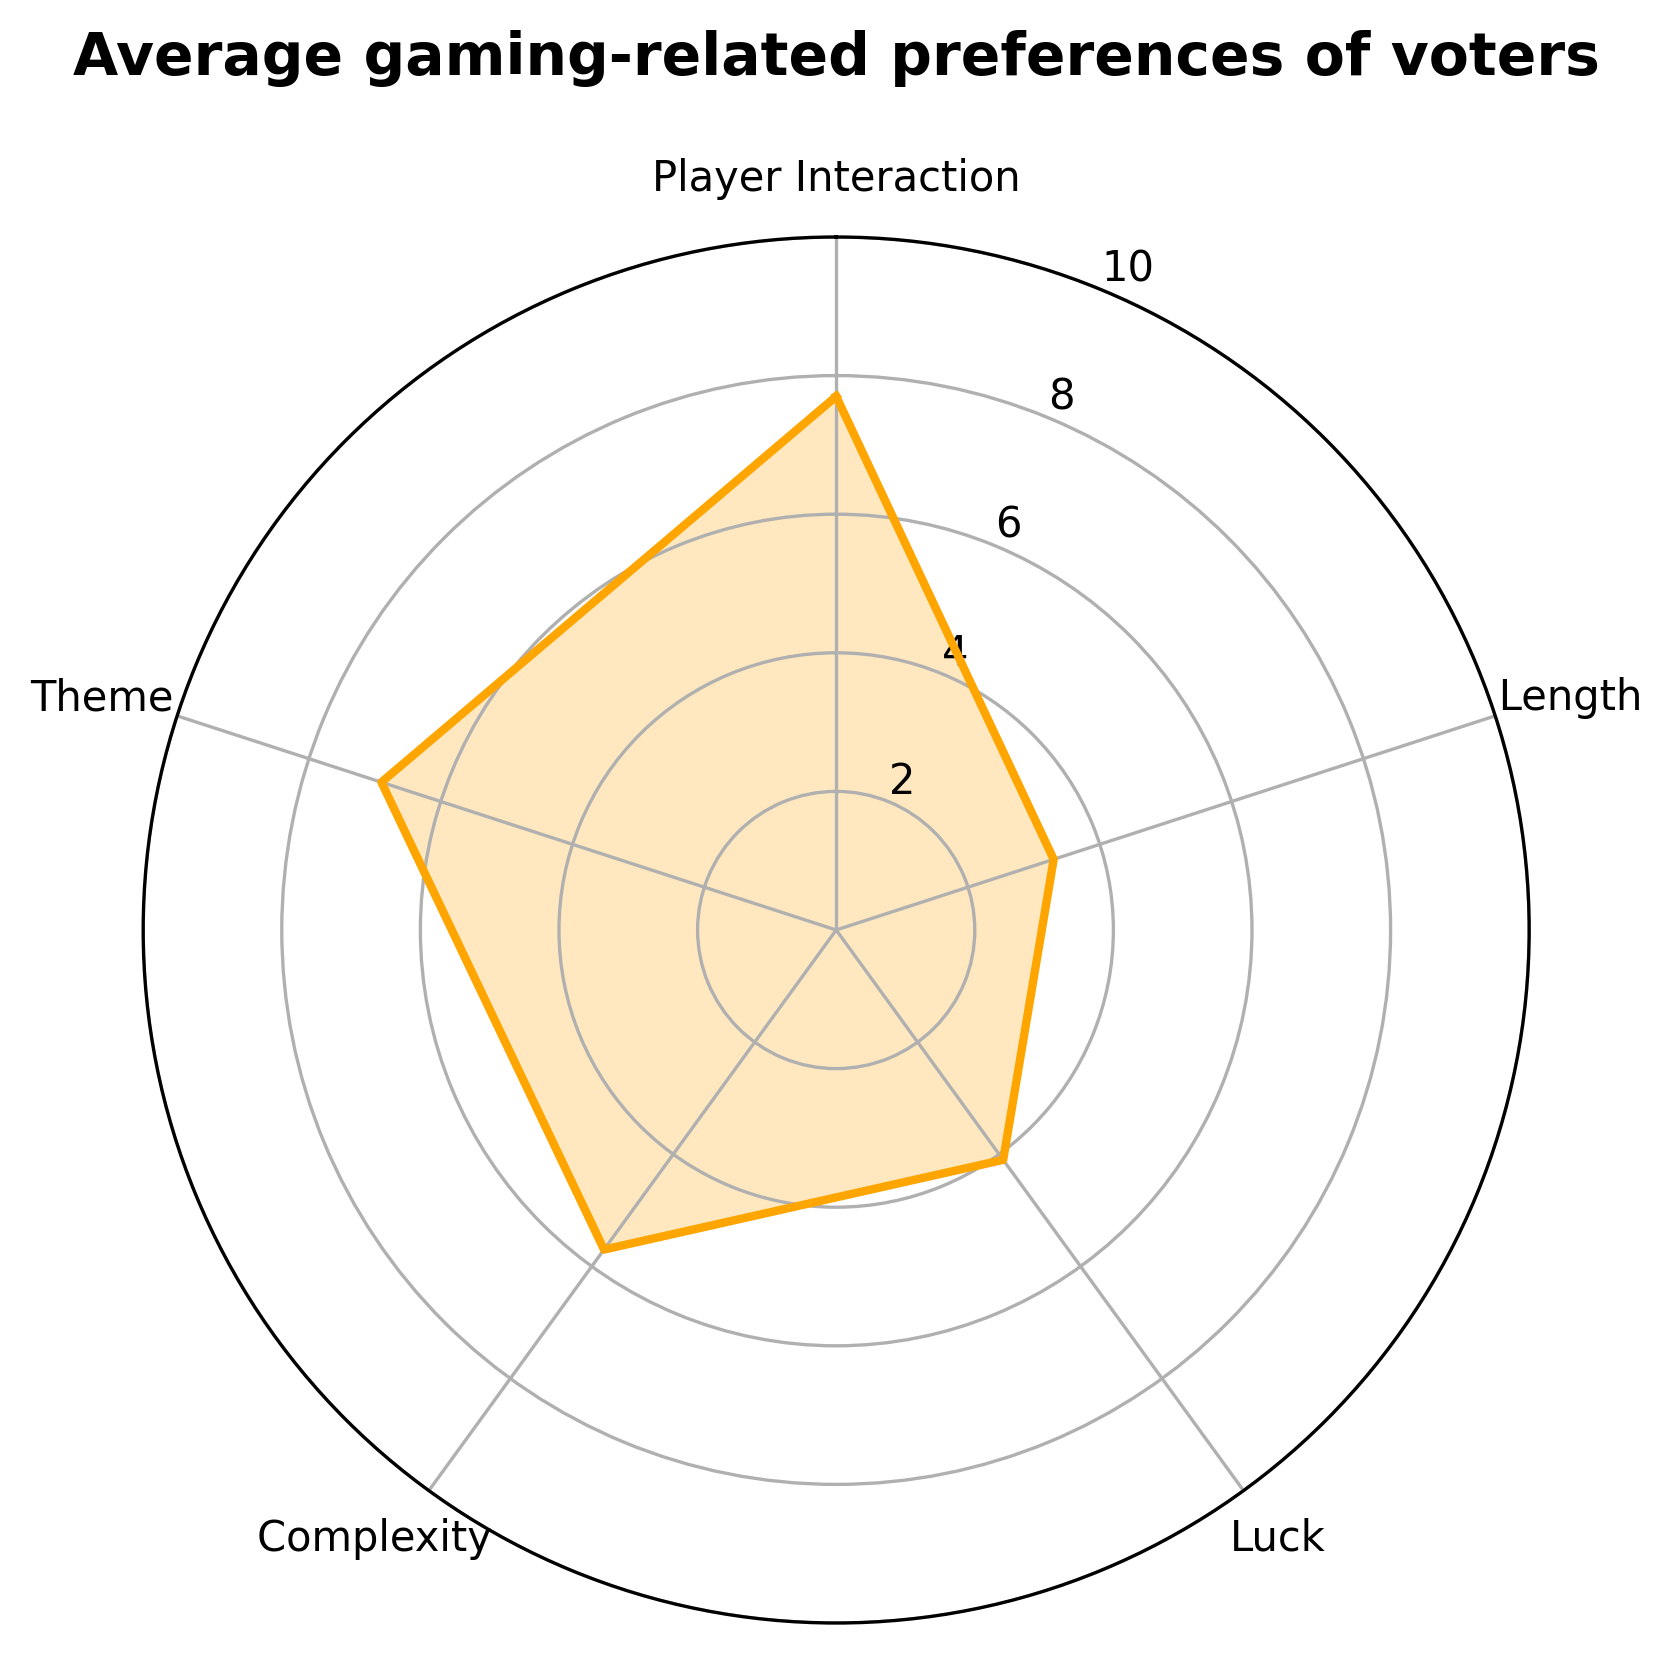 Average gaming-related preferences of voters
Player Interaction
10
8
6
4
2
Theme
Length
Complexity
Luck